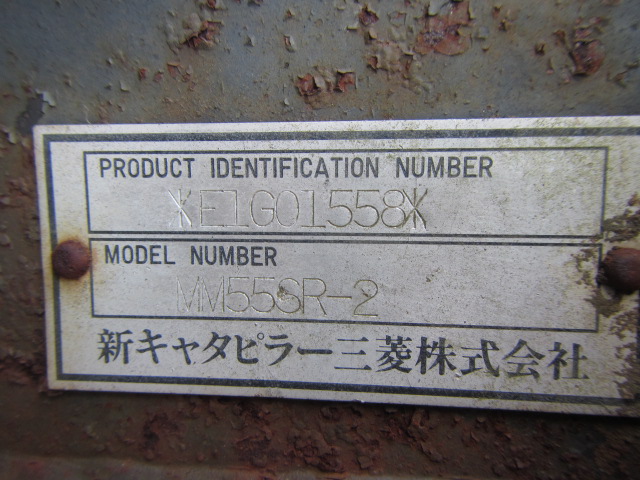 PRODUCT IDENTIFICATION NUMBER
*E1G01558*
MODEL NUMBER
MM55SR-2
新キャタピラー三菱株式会社